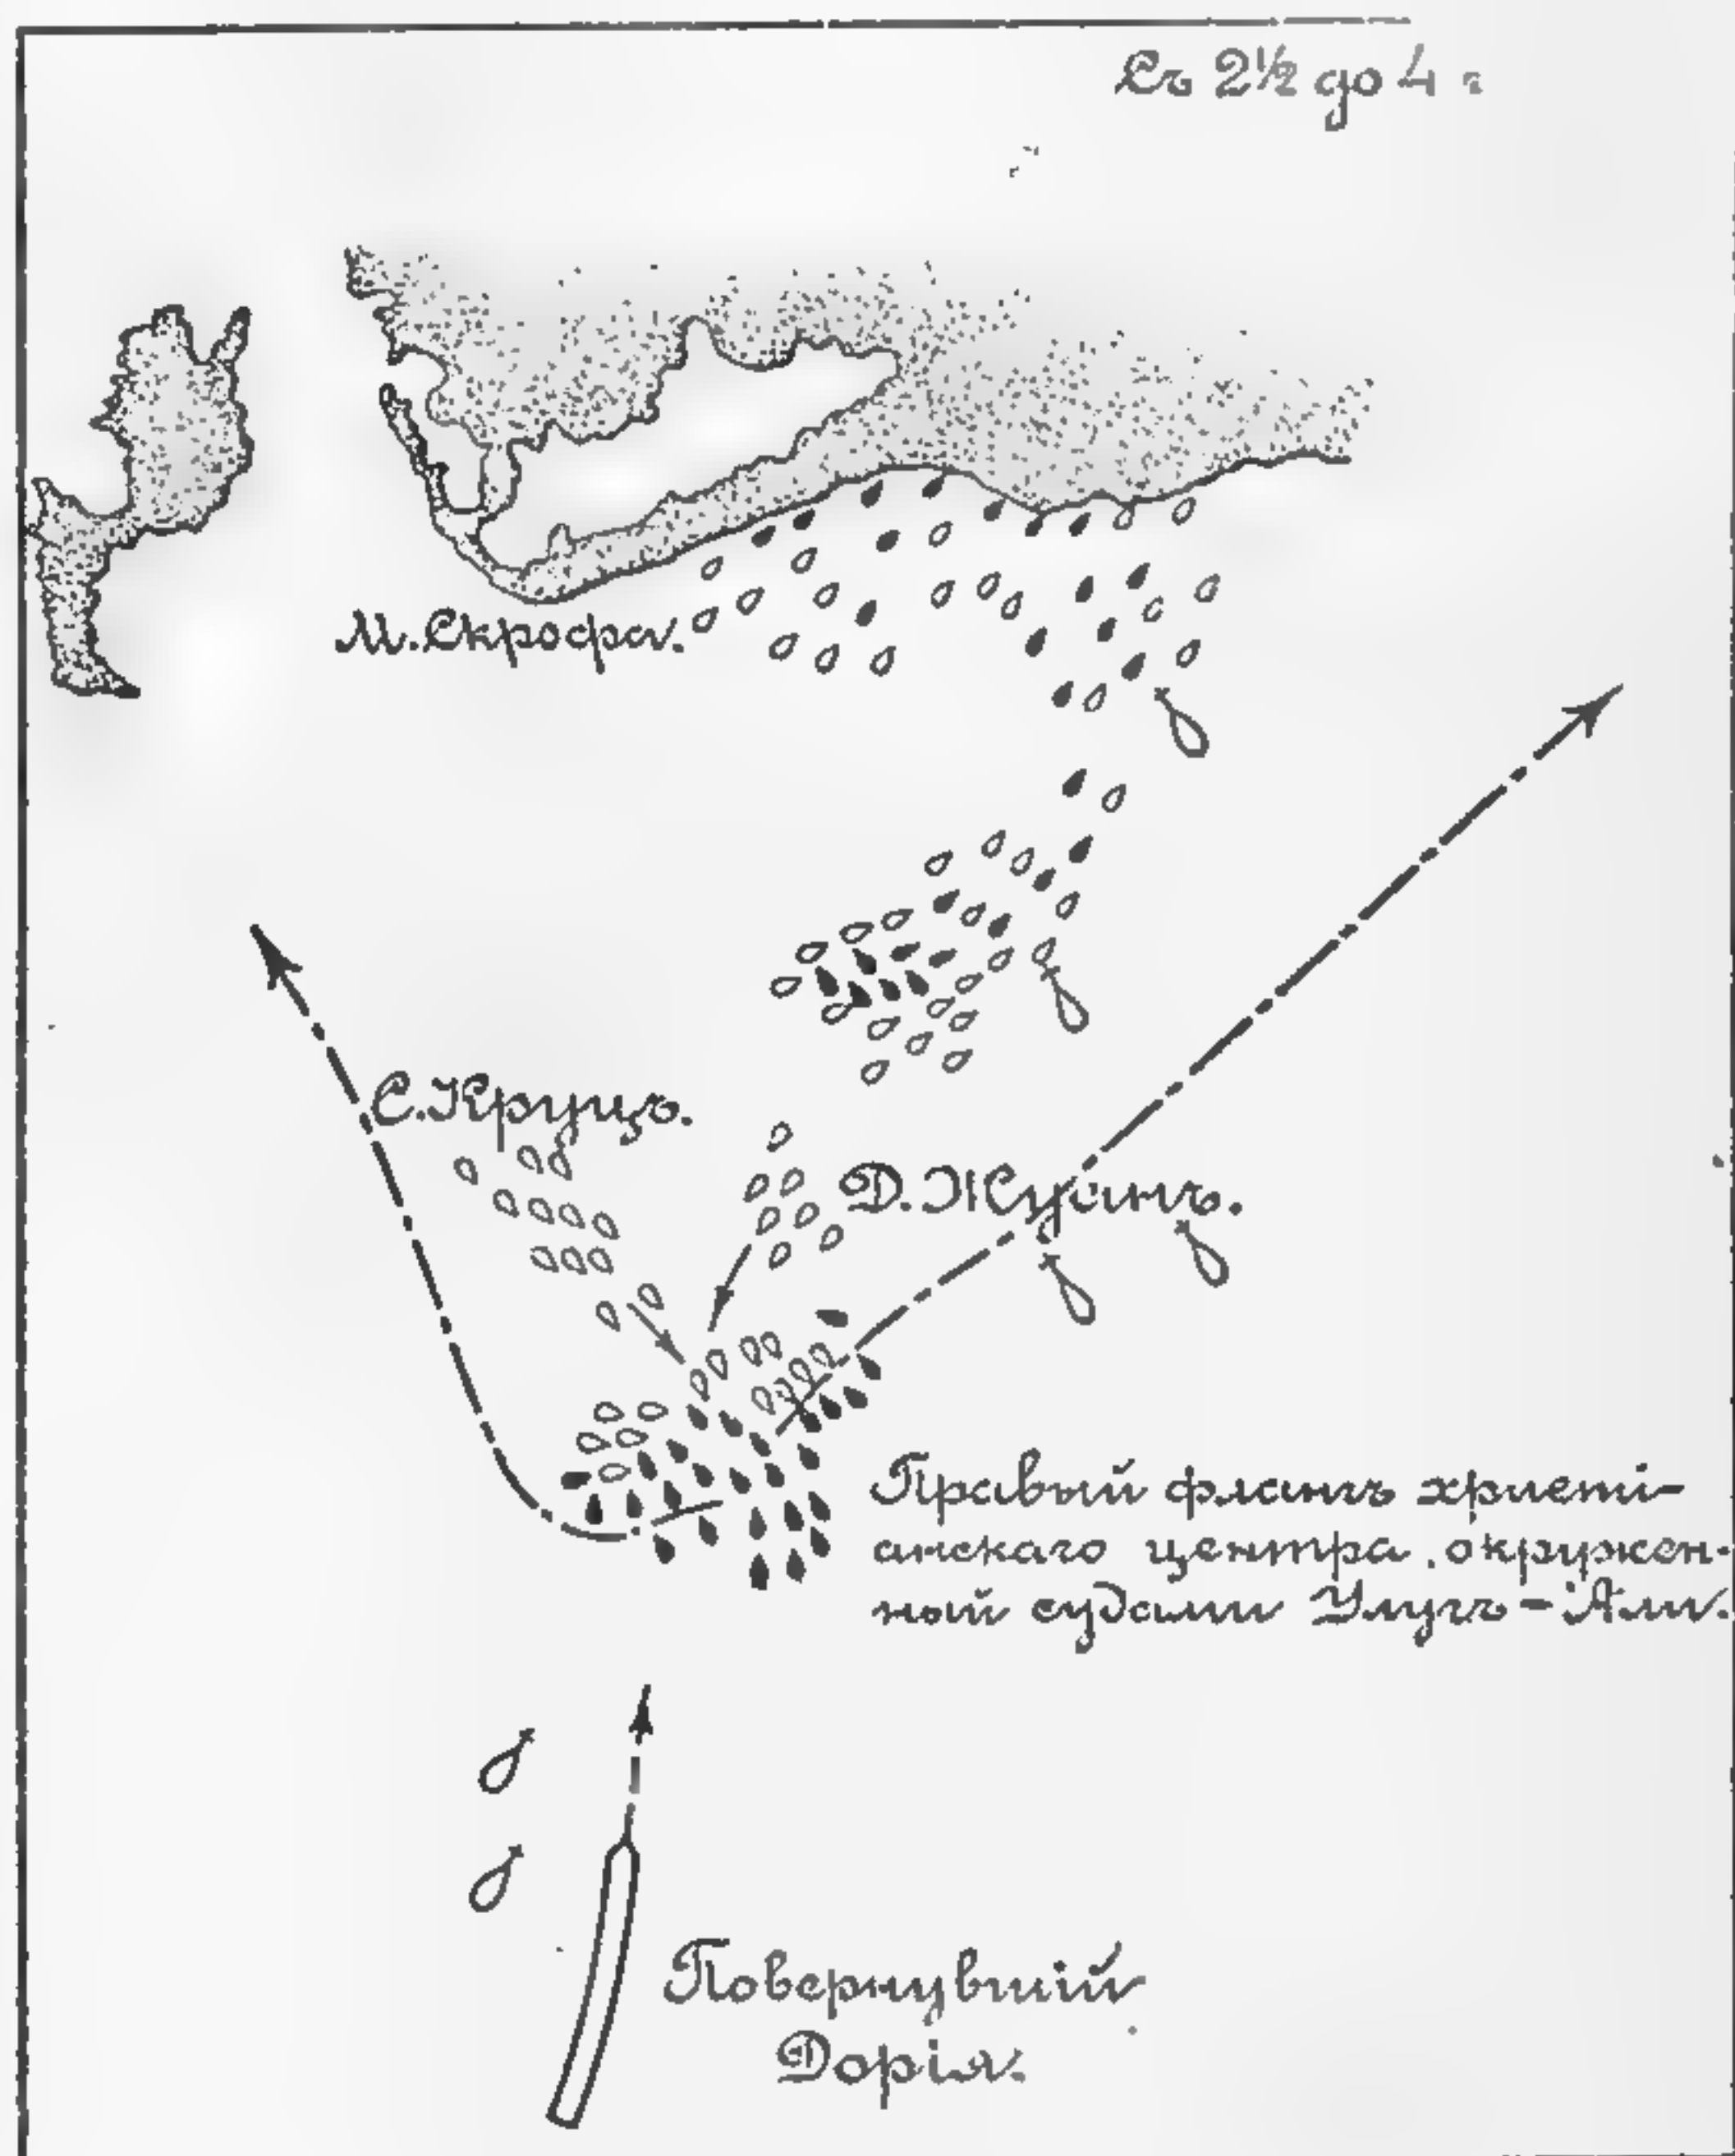 Съ 2½ до 4 ч
М. Скрофа.
С. Круцъ.
Д. Жуанъ.
Правый флангъ христі-
анскаго центра, окружен-
ный судами Улугъ-Али.
Повернувшій
Дорія.